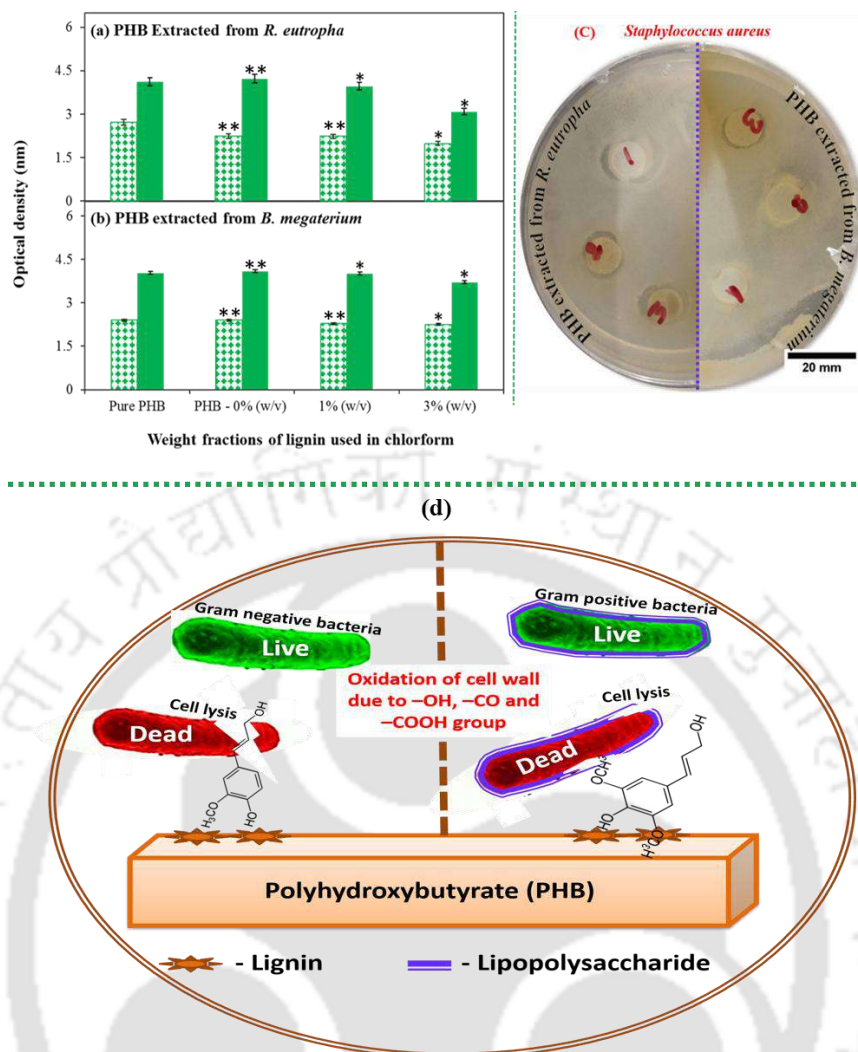 (a) PHB Extracted from R. eutropha
6
4.5
3
1.5
0
** ** ** * * *
(b) PHB extracted from B. megaterium
6
4.5
3
1.5
0
** ** ** * * *
Optical density (nm)
Pure PHB
PHB - 0% (w/v)
1% (w/v)
3% (w/v)
Weight fractions of lignin used in chlorform
(C) Staphylococcus aureus
PHB extracted from R. eutropha
PHB extracted from B. megaterium
1
3
1
20 mm
प्रौद्योगिकी संस्थान
(d)
Gram negative bacteria
Live
Cell lysis
Dead
OH
H₃CO
HO
Oxidation of cell wall
due to –OH, –CO and
–COOH group
Gram positive bacteria
Live
Cell lysis
Dead
OH
OCH₃
HO
Polyhydroxybutyrate (PHB)
- Lignin
- Lipopolysaccharide